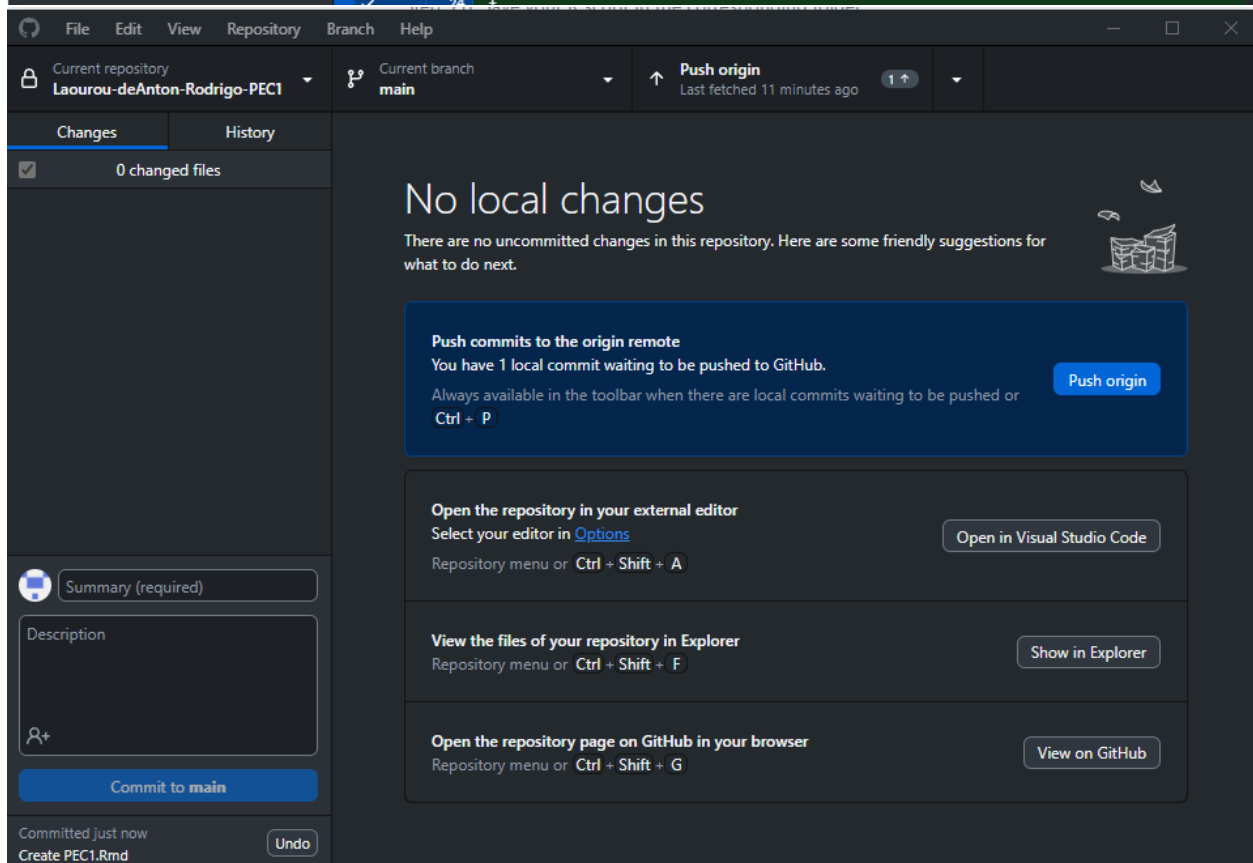 File Edit View Repository Branch Help
Current repository
Laourou-deAnton-Rodrigo-PEC1
Current branch
main
Push origin
Last fetched 11 minutes ago
1
Changes History
0 changed files
No local changes
There are no uncommitted changes in this repository. Here are some friendly suggestions for
what to do next.
Push commits to the origin remote
You have 1 local commit waiting to be pushed to GitHub.
Always available in the toolbar when there are local commits waiting to be pushed or
Ctrl + P
Push origin
Open the repository in your external editor
Select your editor in Options
Repository menu or Ctrl + Shift + A
Open in Visual Studio Code
View the files of your repository in Explorer
Repository menu or Ctrl + Shift + F
Show in Explorer
Open the repository page on GitHub in your browser
Repository menu or Ctrl + Shift + G
View on GitHub
Summary (required)
Description
Commit to main
Committed just now
Create PEC1.Rmd
Undo